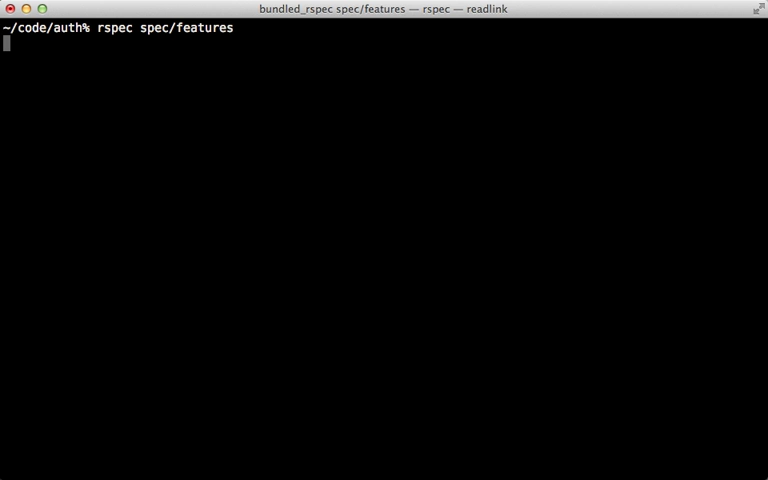 bundled_rspec spec/features — rspec — readlink
~/code/auth% rspec spec/features